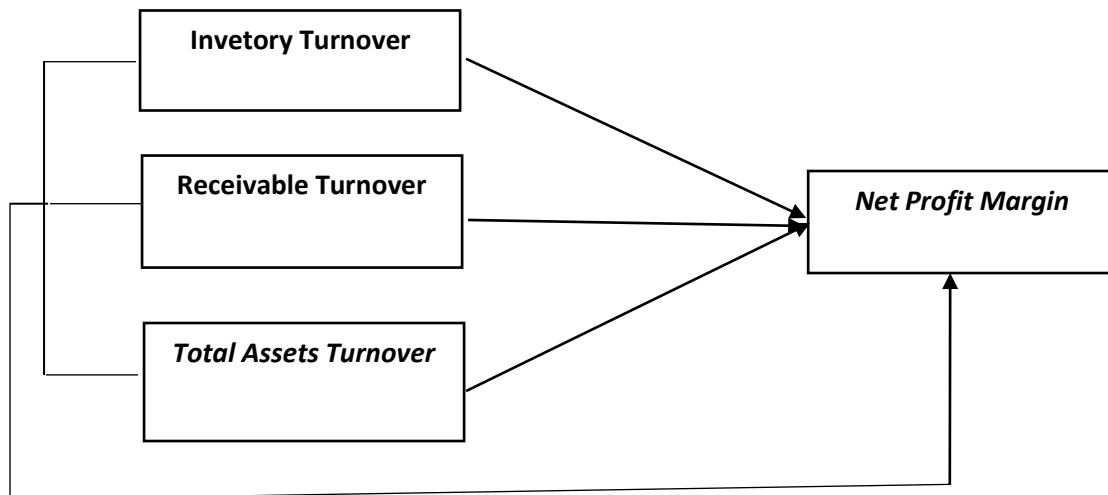 Invetory Turnover
Receivable Turnover
Net Profit Margin
Total Assets Turnover